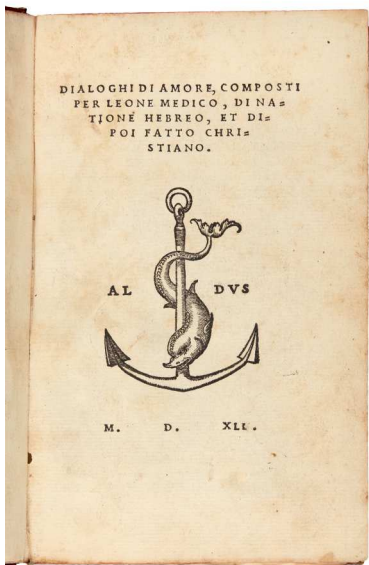 DIALOGHI DI AMORE, COMPOSTI
PER LEONE MEDICO, DI NA=
TIONE HEBREO, ET DI=
POI FATTO CHRI=
STIANO.
AL DVS
M. D. XLI.